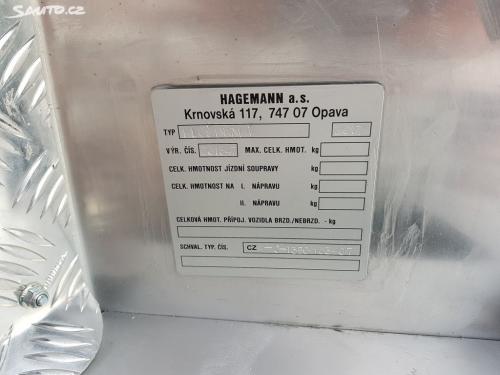 sauto.cz
HAGEMANN a.s.
Krnovská 117, 747 07 Opava
TYP
VÝR. ČÍS. MAX. CELK. HMOT. kg
CELK. HMOTNOST JÍZDNÍ SOUPRAVY kg
CELK. HMOTNOST NA I. NÁPRAVU kg
II. NÁPRAVU kg
CELKOVÁ HMOT. PŘÍPOJ. VOZIDLA BRZD./NEBRZD. - kg
SCHVAL. TYP. ČÍS. CZ